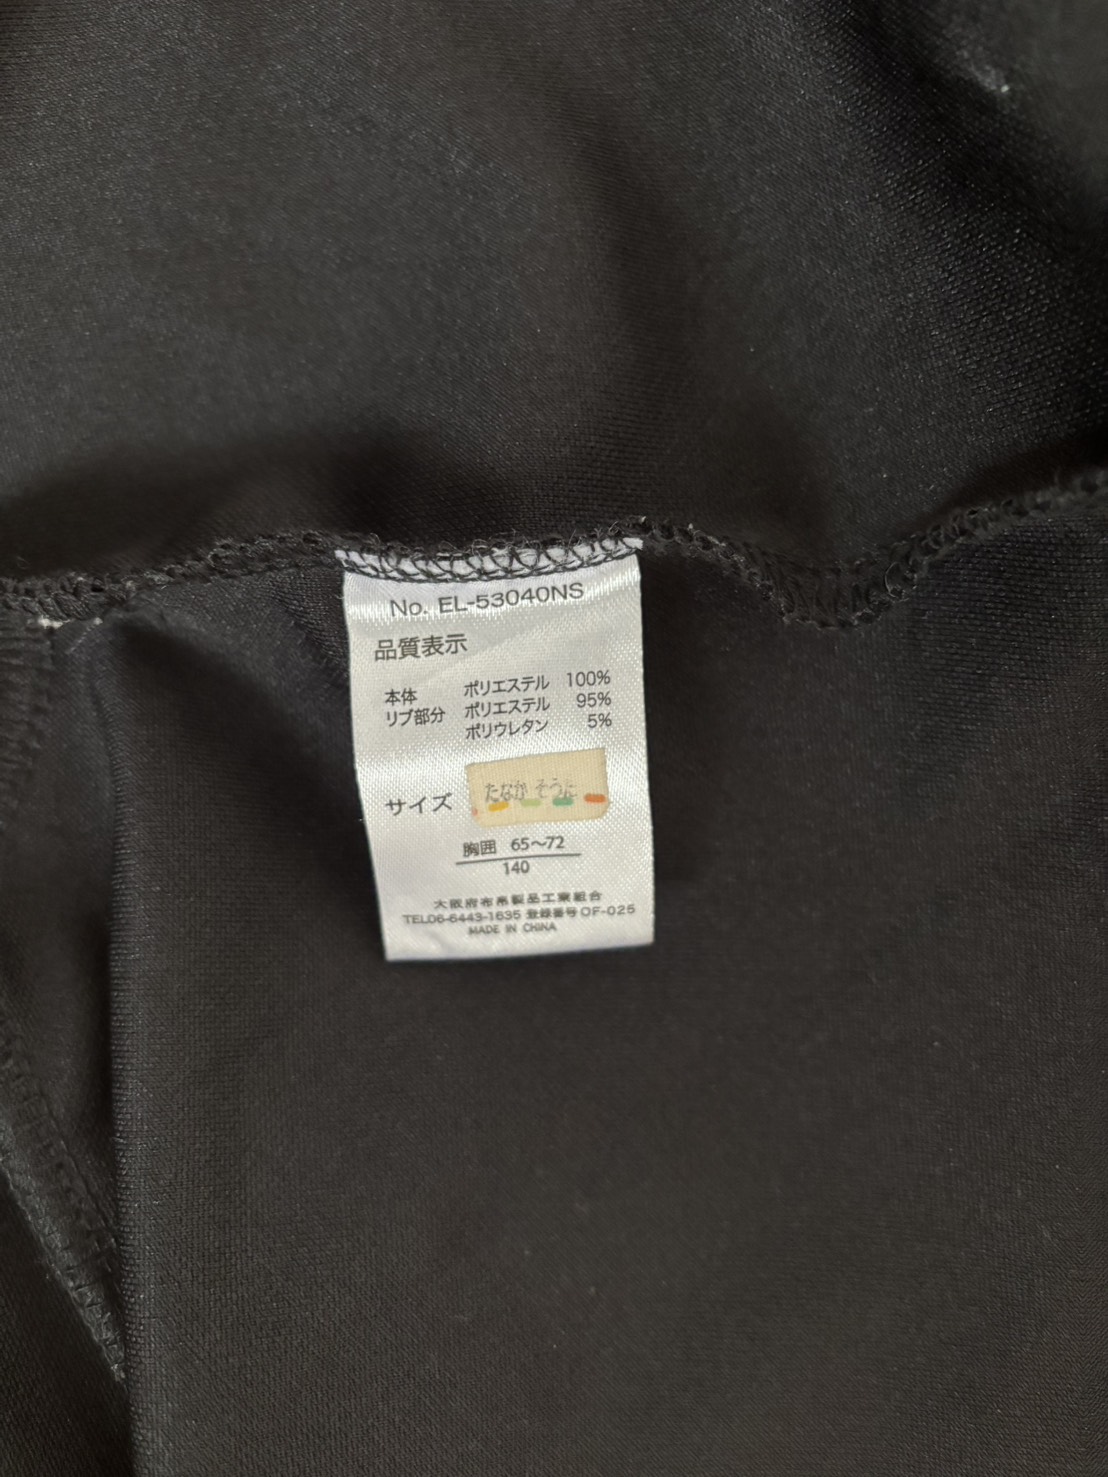 No. EL-53040NS
品質表示
本体 ポリエステル 100%
リブ部分 ポリエステル 95%
ポリウレタン 5%
サイズ たなか そうた
胸囲 65〜72
140
大阪府布帛製品工業組合
TEL06-6443-1635 登録番号OF-025
MADE IN CHINA